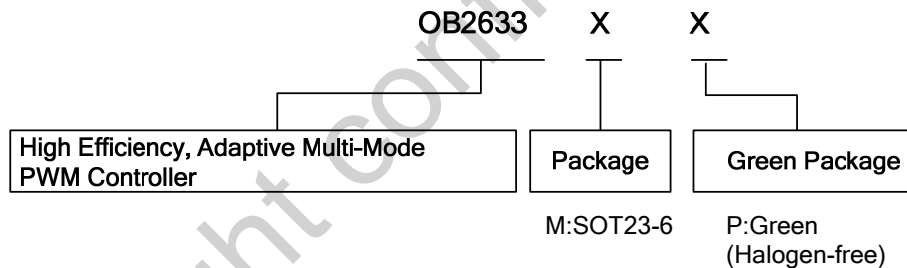 OB2633 X X
High Efficiency, Adaptive Multi-Mode
PWM Controller
Package
Green Package
M:SOT23-6
P:Green
(Halogen-free)